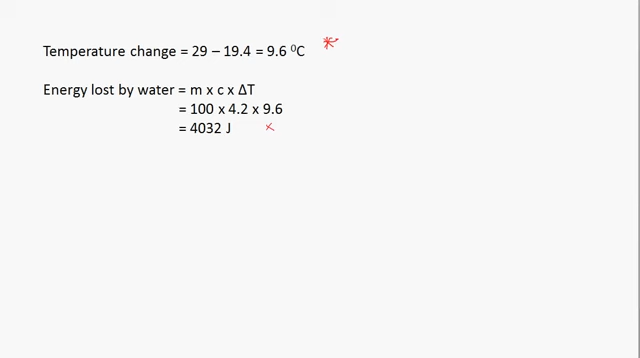 Temperature change = 29 – 19.4 = 9.6 ⁰C
Energy lost by water = m x c x ΔT
= 100 x 4.2 x 9.6
= 4032 J